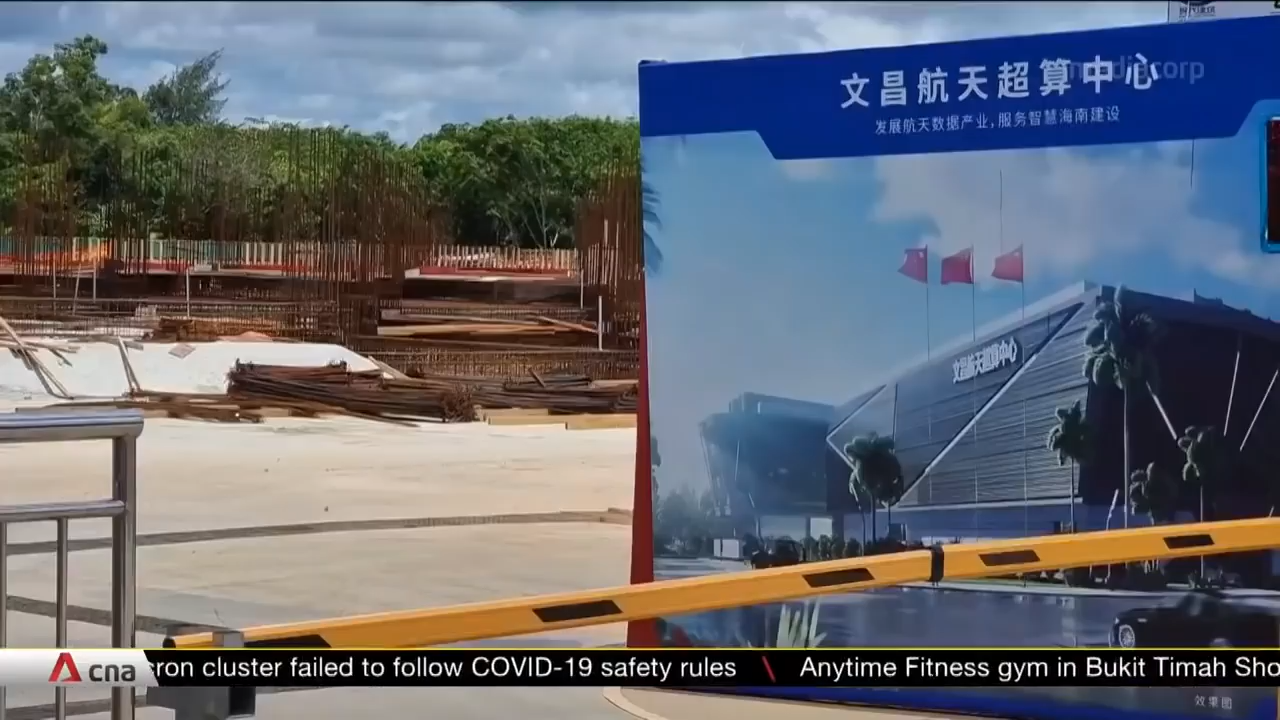 文昌航天超算中心
mediacorp
发展航天数据产业,服务智慧海南建设
文昌航天超算中心
cna
ron cluster failed to follow COVID-19 safety rules \ Anytime Fitness gym in Bukit Timah Sho
效果图